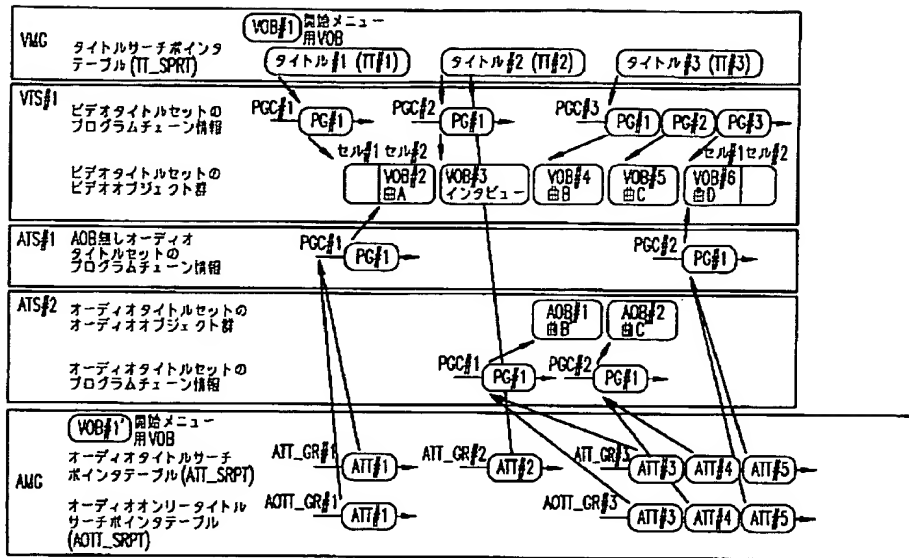 VMG
VOB#1
開始メニュー
用VOB
タイトルサーチポインタ
テーブル(TT_SPRT)
タイトル#1 (TT#1)
タイトル#2 (TT#2)
タイトル#3 (TT#3)
VTS#1
ビデオタイトルセットの
プログラムチェーン情報
PGC#1
PG#1
PGC#2
PG#1
PGC#3
PG#1
PG#2
PG#3
セル#1 セル#2
セル#1セル#2
ビデオタイトルセットの
ビデオオブジェクト群
VOB#2
曲A
VOB#3
インタビュー
VOB#4
曲B
VOB#5
曲C
VOB#6
曲D
ATS#1
AOB無しオーディオ
タイトルセットの
プログラムチェーン情報
PGC#1
PG#1
PGC#2
PG#1
ATS#2
オーディオタイトルセットの
オーディオオブジェクト群
AOB#1
曲B
AOB#2
曲C
オーディオタイトルセットの
プログラムチェーン情報
PGC#1
PG#1
PGC#2
PG#1
AMG
VOB#1'
開始メニュー
用VOB
オーディオタイトルサーチ
ポインタテーブル(ATT_SRPT)
ATT_GR#1
ATT#1
ATT_GR#2
ATT#2
ATT_GR#3
ATT#3
ATT#4
ATT#5
オーディオオンリータイトル
サーチポインタテーブル
(AOTT_SRPT)
AOTT_GR#1
ATT#1
AOTT_GR#3
ATT#3
ATT#4
ATT#5